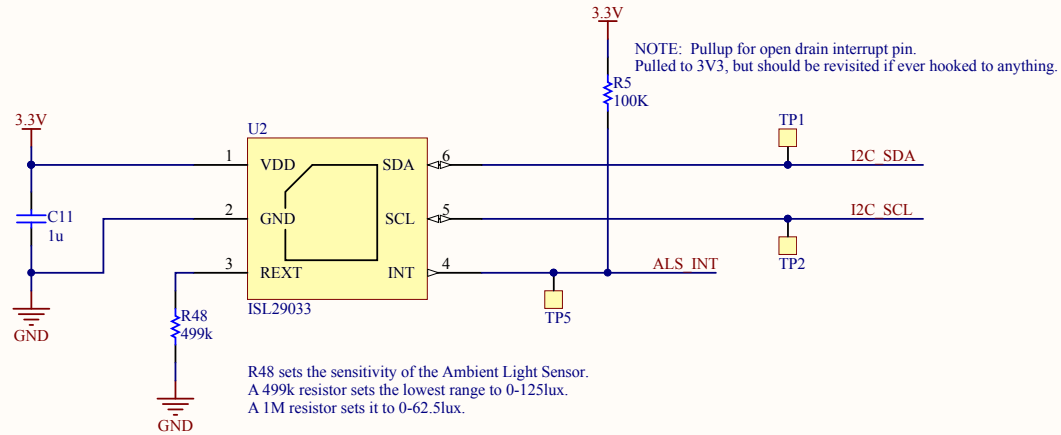 3.3V
NOTE:  Pullup for open drain interrupt pin.
Pulled to 3V3, but should be revisited if ever hooked to anything.
R5
100K
3.3V
U2
TP1
1 VDD SDA 6 I2C_SDA
C11
1u
2 GND SCL 5 I2C_SCL
TP2
3 REXT INT 4 ALS_INT
ISL29033
TP5
GND
R48
499k
R48 sets the sensitivity of the Ambient Light Sensor.
A 499k resistor sets the lowest range to 0-125lux.
A 1M resistor sets it to 0-62.5lux.
GND